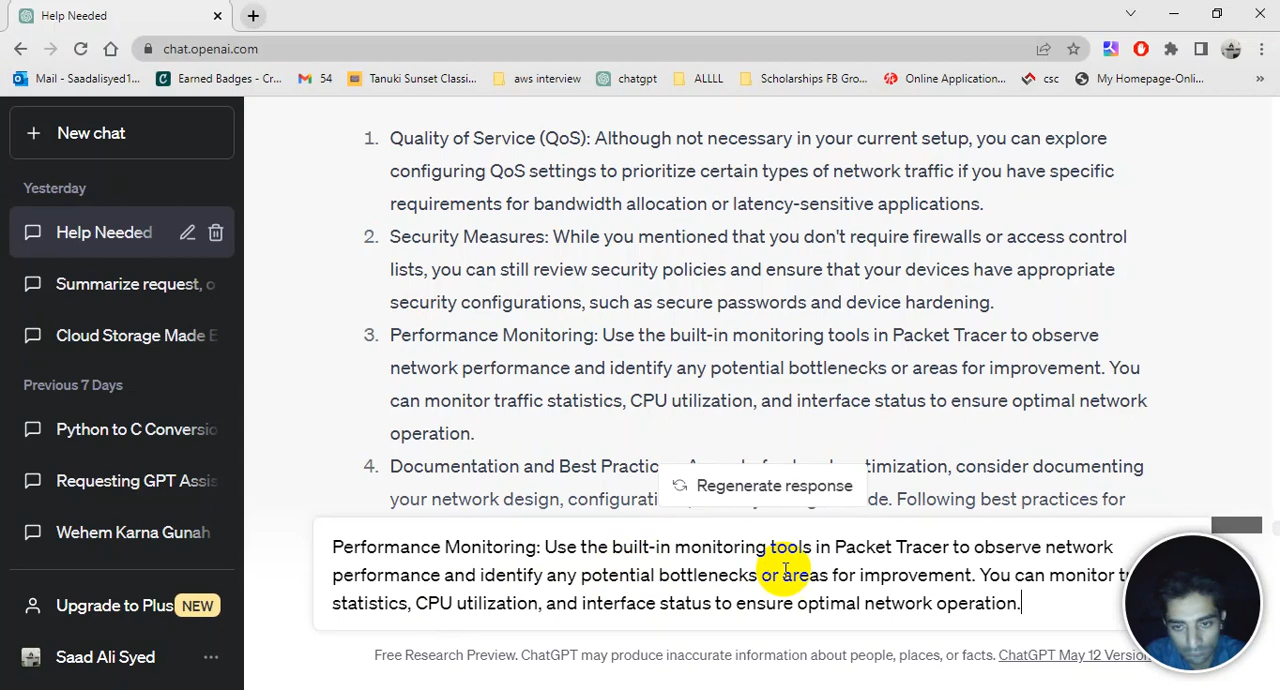 Help Needed
chat.openai.com
Mail - Saadalisyed1...
Earned Badges - Cr...
54
Tanuki Sunset Classi...
aws interview
chatgpt
ALLLL
Scholarships FB Gro...
Online Application...
csc
My Homepage-Onli...
»
+ New chat
Yesterday
Help Needed
Summarize request, o
Cloud Storage Made E
Previous 7 Days
Python to C Conversio
Requesting GPT Assis
Wehem Karna Gunah
Upgrade to Plus NEW
Saad Ali Syed ...
1. Quality of Service (QoS): Although not necessary in your current setup, you can explore
configuring QoS settings to prioritize certain types of network traffic if you have specific
requirements for bandwidth allocation or latency-sensitive applications.
2. Security Measures: While you mentioned that you don't require firewalls or access control
lists, you can still review security policies and ensure that your devices have appropriate
security configurations, such as secure passwords and device hardening.
3. Performance Monitoring: Use the built-in monitoring tools in Packet Tracer to observe
network performance and identify any potential bottlenecks or areas for improvement. You
can monitor traffic statistics, CPU utilization, and interface status to ensure optimal network
operation.
4. Documentation and Best Practic timization, consider documenting
your network design, configurati de. Following best practices for
Regenerate response
Performance Monitoring: Use the built-in monitoring tools in Packet Tracer to observe network
performance and identify any potential bottlenecks or areas for improvement. You can monitor
statistics, CPU utilization, and interface status to ensure optimal network operation.
Free Research Preview. ChatGPT may produce inaccurate information about people, places, or facts. ChatGPT May 12 Version